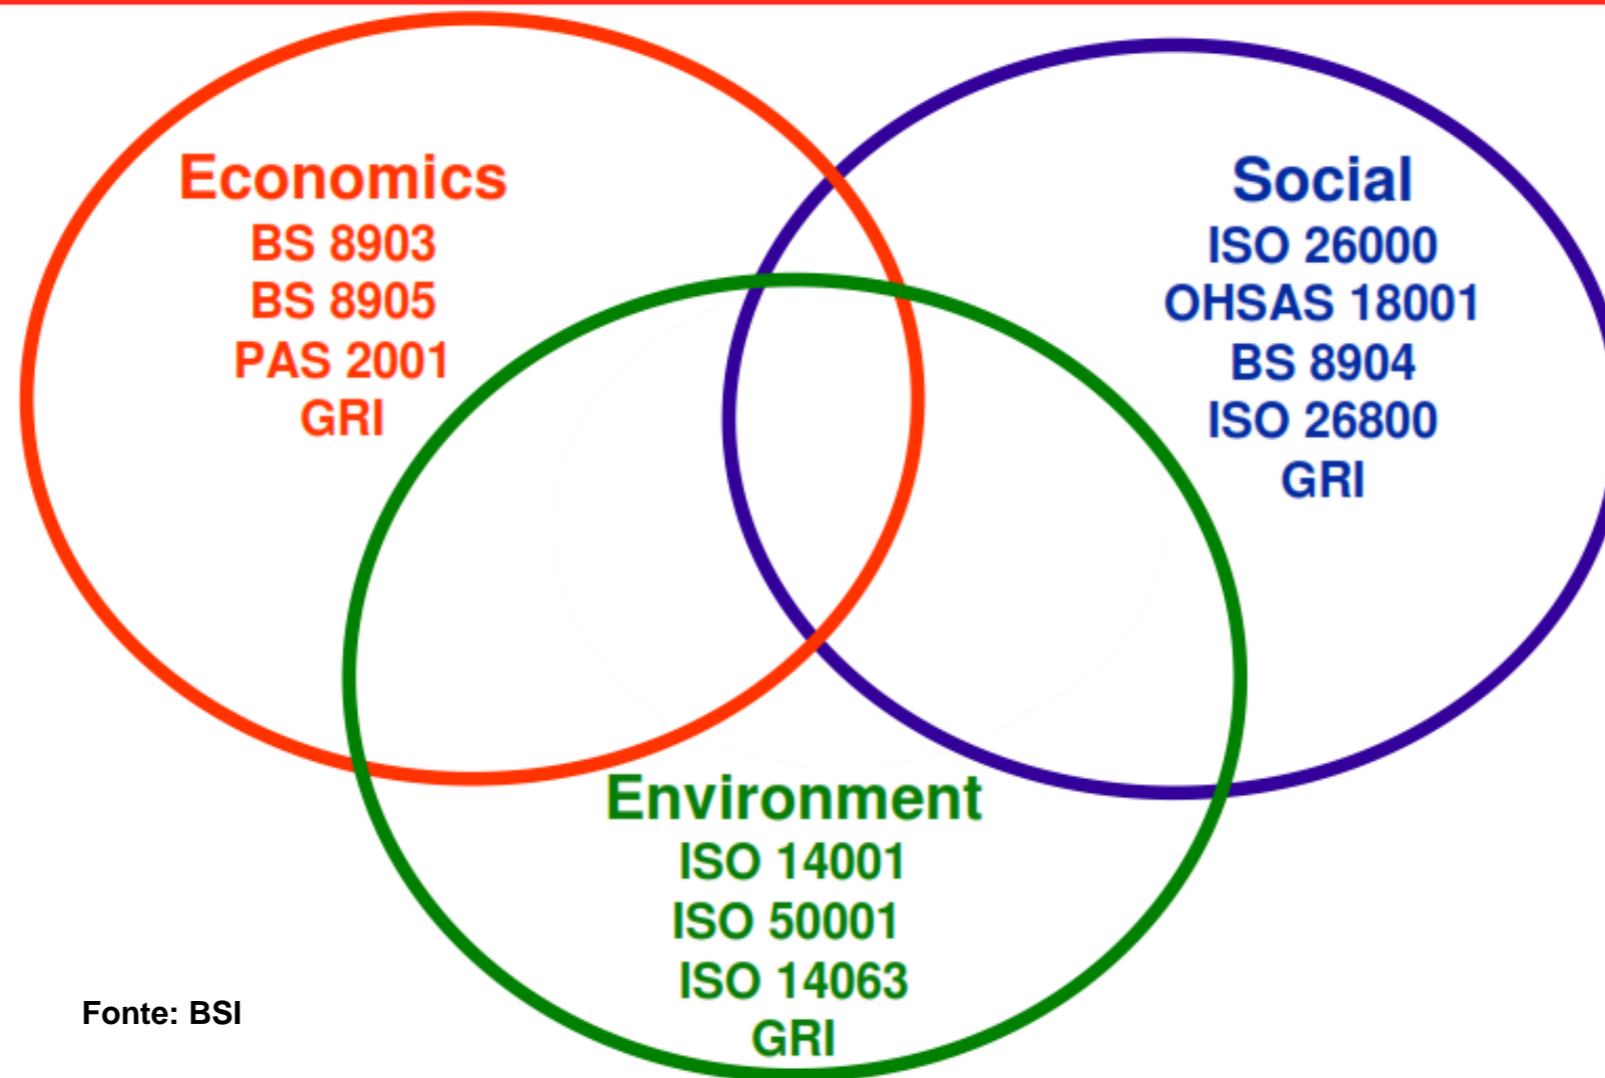 Economics
BS 8903
BS 8905
PAS 2001
GRI
Social
ISO 26000
OHSAS 18001
BS 8904
ISO 26800
GRI
Environment
ISO 14001
ISO 50001
ISO 14063
GRI
Fonte: BSI